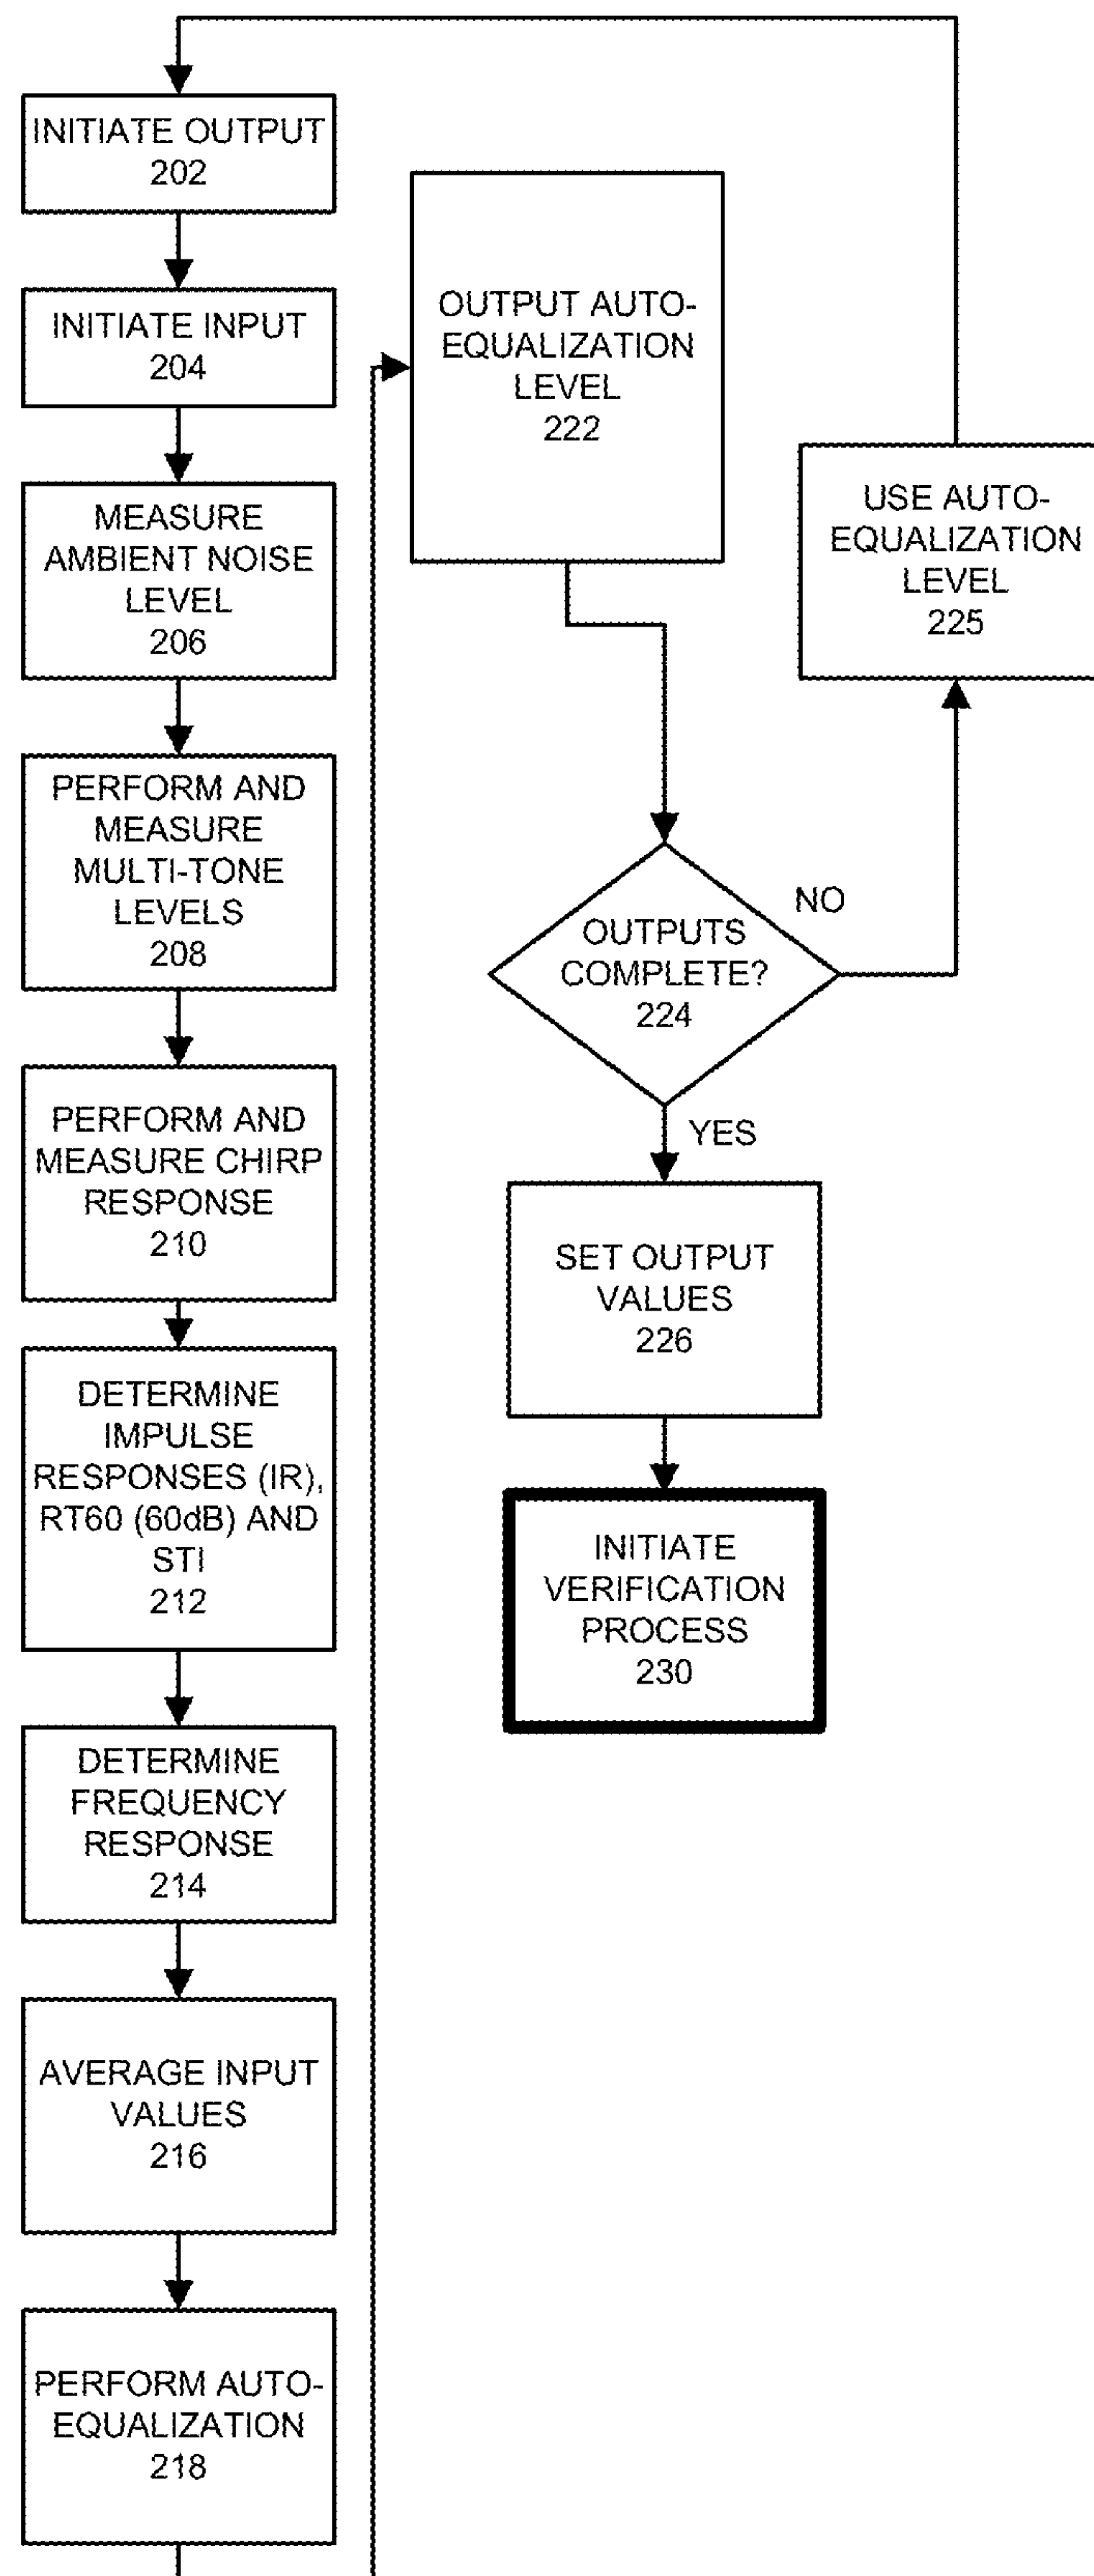 INITIATE OUTPUT
202
INITIATE INPUT
204
MEASURE
AMBIENT NOISE
LEVEL
206
PERFORM AND
MEASURE
MULTI-TONE
LEVELS
208
PERFORM AND
MEASURE CHIRP
RESPONSE
210
DETERMINE
IMPULSE
RESPONSES (IR),
RT60 (60dB) AND
STI
212
DETERMINE
FREQUENCY
RESPONSE
214
AVERAGE INPUT
VALUES
216
PERFORM AUTO-
EQUALIZATION
218
OUTPUT AUTO-
EQUALIZATION
LEVEL
222
OUTPUTS
COMPLETE?
224
NO
USE AUTO-
EQUALIZATION
LEVEL
225
YES
SET OUTPUT
VALUES
226
INITIATE
VERIFICATION
PROCESS
230